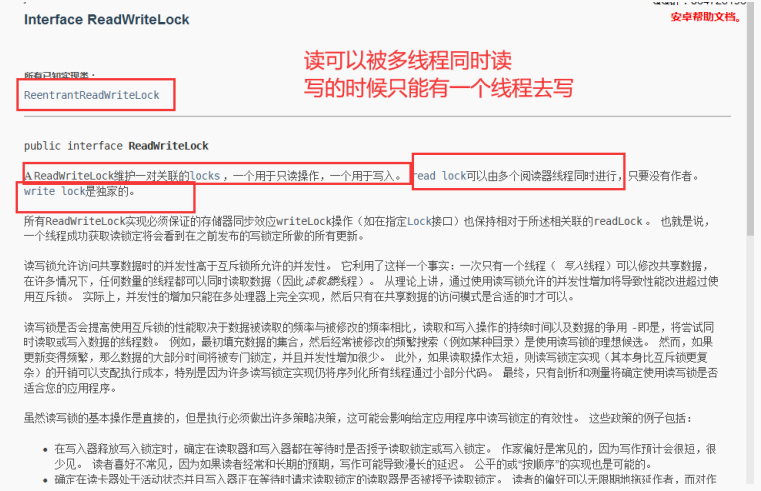 安卓帮助文档。
Interface ReadWriteLock
读可以被多线程同时读
写的时候只能有一个线程去写
所有已知实现类：
ReentrantReadWriteLock
public interface ReadWriteLock
A ReadWriteLock维护一对关联的locks ，一个用于只读操作，一个用于写入。 read lock可以由多个阅读器线程同时进行，只要没有作者。
write lock是独家的。
所有ReadWriteLock实现必须保证的存储器同步效应writeLock操作（如在指定Lock接口）也保持相对于所述相关联的readLock 。 也就是说，
一个线程成功获取读锁定将会看到在之前发布的写锁定所做的所有更新。
读写锁允许访问共享数据时的并发性高于互斥锁所允许的并发性。 它利用了这样一个事实：一次只有一个线程（ 写入线程）可以修改共享数据，
在许多情况下，任何数量的线程都可以同时读取数据（因此读取器线程）。 从理论上讲，通过使用读写锁允许的并发性增加将导致性能改进超过使
用互斥锁。 实际上，并发性的增加只能在多处理器上完全实现，然后只有在共享数据的访问模式是合适的时才可以。
读写锁是否会提高使用互斥锁的性能取决于数据被读取的频率与被修改的频率相比，读取和写入操作的持续时间以及数据的争用 -即是，将尝试同
时读取或写入数据的线程数。 例如，最初填充数据的集合，然后经常被修改的频繁搜索（例如某种目录）是使用读写锁的理想候选。 然而，如果
更新变得频繁，那么数据的大部分时间将被专门锁定，并且并发性增加很少。 此外，如果读取操作太短，则读写锁定实现（其本身比互斥锁更复
杂）的开销可以支配执行成本，特别是因为许多读写锁定实现仍将序列化所有线程通过小部分代码。 最终，只有剖析和测量将确定使用读写锁是否
适合您的应用程序。
虽然读写锁的基本操作是直接的，但是执行必须做出许多策略决策，这可能会影响给定应用程序中读写锁定的有效性。 这些政策的例子包括：
• 在写入器释放写入锁定时，确定在读取器和写入器都在等待时是否授予读取锁定或写入锁定。 作家偏好是常见的，因为写作预计会很短，很
少见。 读者喜好不常见，因为如果读者经常和长期的预期，写作可能导致漫长的延迟。 公平的或“按顺序”的实现也是可能的。
• 确定在读卡器处于活动状态并且写入器正在等待时请求读取锁定的读取器是否被授予读取锁定。 读者的偏好可以无限期地拖延作者，而对作